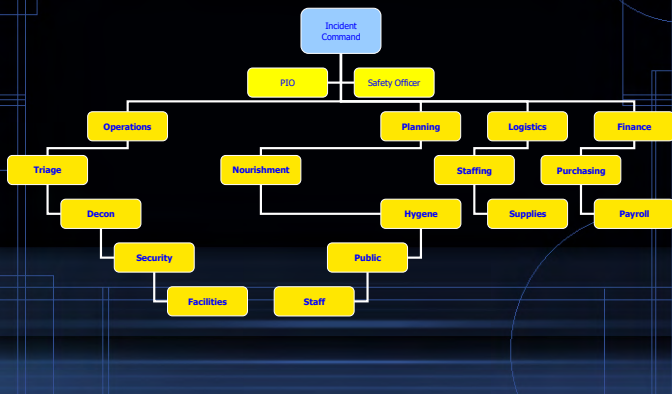 Incident
Command
PIO
Safety Officer
Operations
Planning
Logistics
Finance
Triage
Nourishment
Staffing
Purchasing
Decon
Hygene
Supplies
Payroll
Security
Public
Facilities
Staff